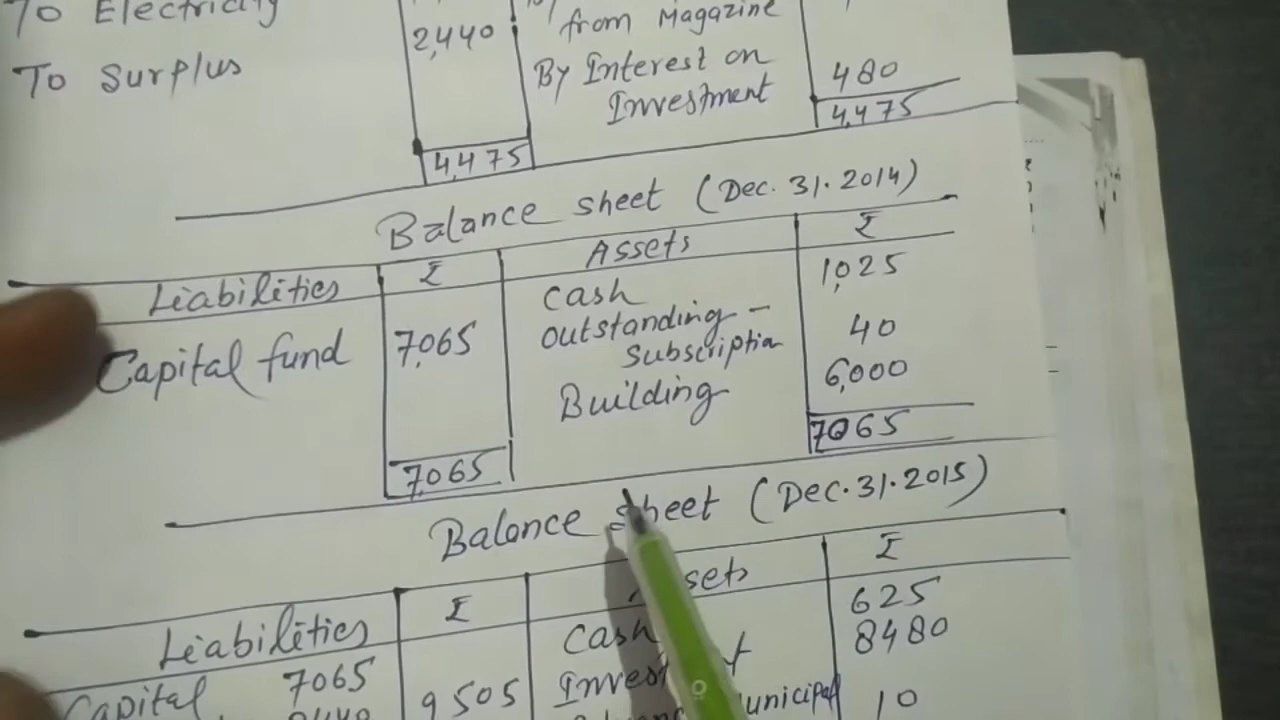 To Electricity
To Surplus
2,440
4,475
from Magazine
By Interest on
Investment
480
4,475
Balance sheet (Dec. 31. 2014)
Liabilities ₹ Assets ₹
Capital fund 7,065
Cash 1,025
Outstanding -
Subscription 40
Building 6,000
7,065 7065
Balance sheet (Dec. 31. 2015)
Liabilities ₹ ₹
Capital 7065
9505
Cash 625
8480
10